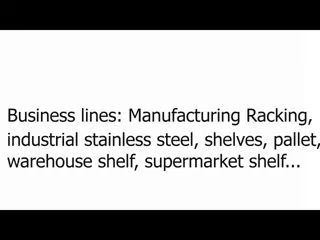 Business lines: Manufacturing Racking,
industrial stainless steel, shelves, pallet,
warehouse shelf, supermarket shelf...